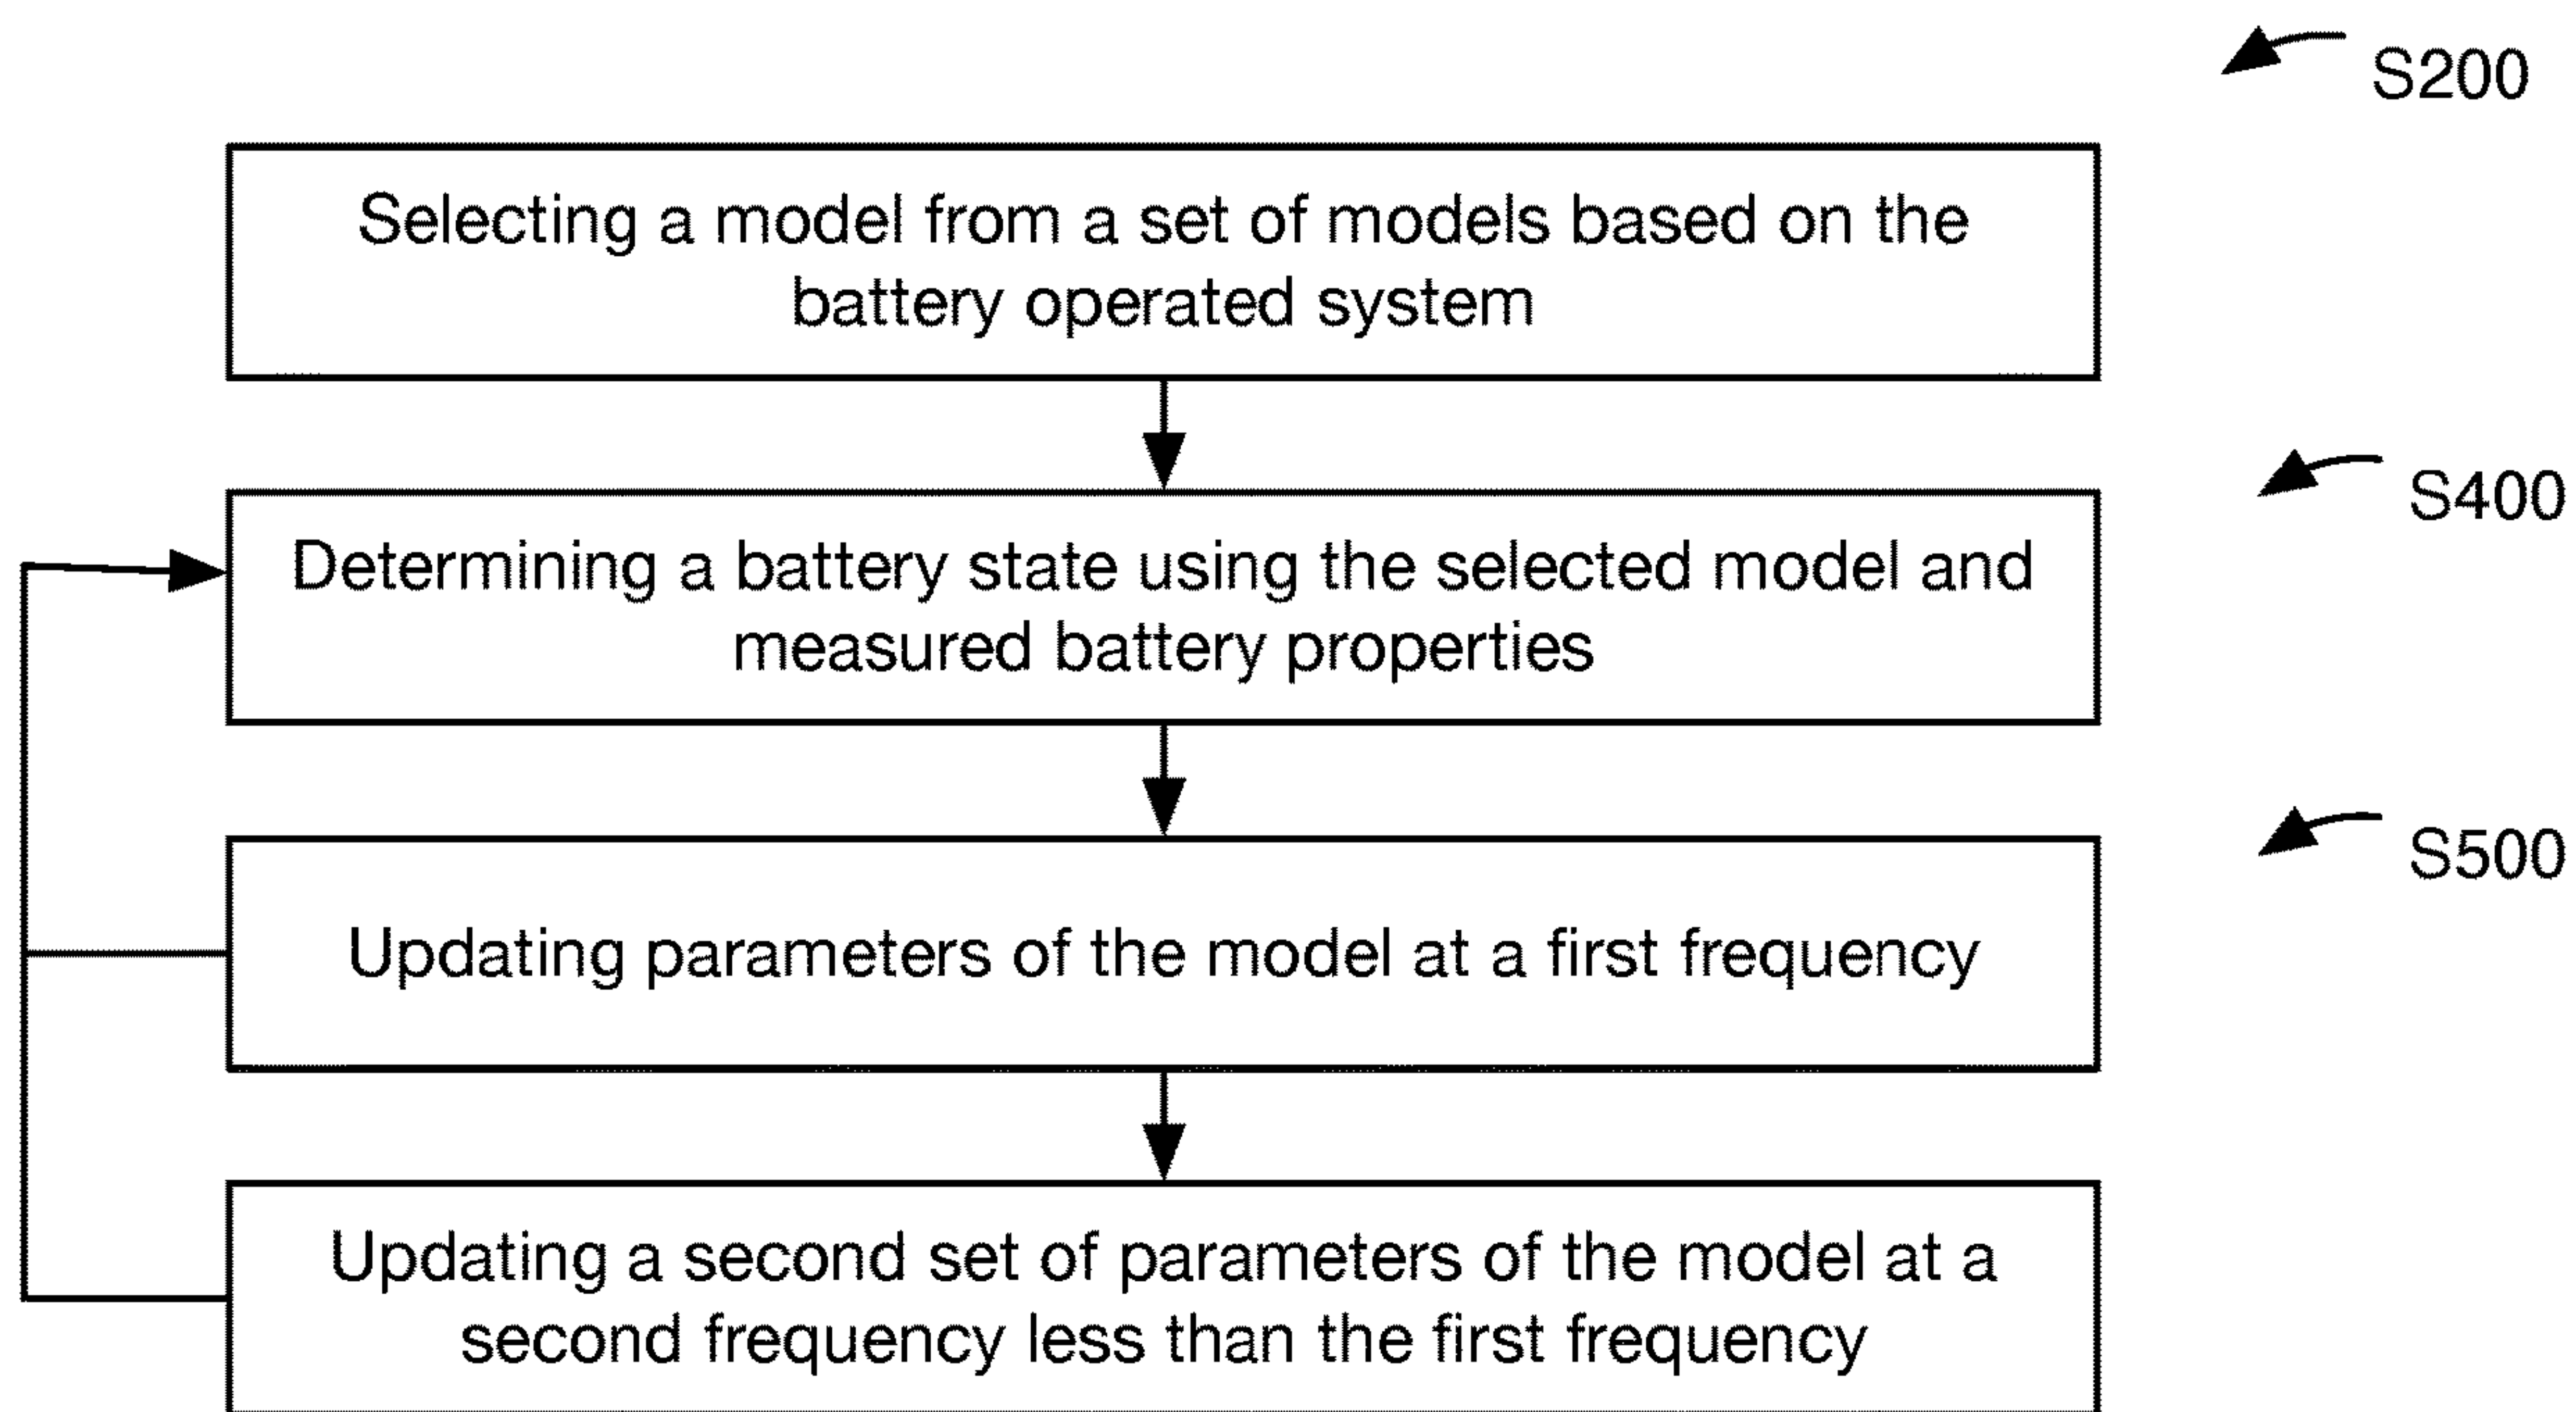 S200
Selecting a model from a set of models based on the
battery operated system
S400
Determining a battery state using the selected model and
measured battery properties
S500
Updating parameters of the model at a first frequency
Updating a second set of parameters of the model at a
second frequency less than the first frequency